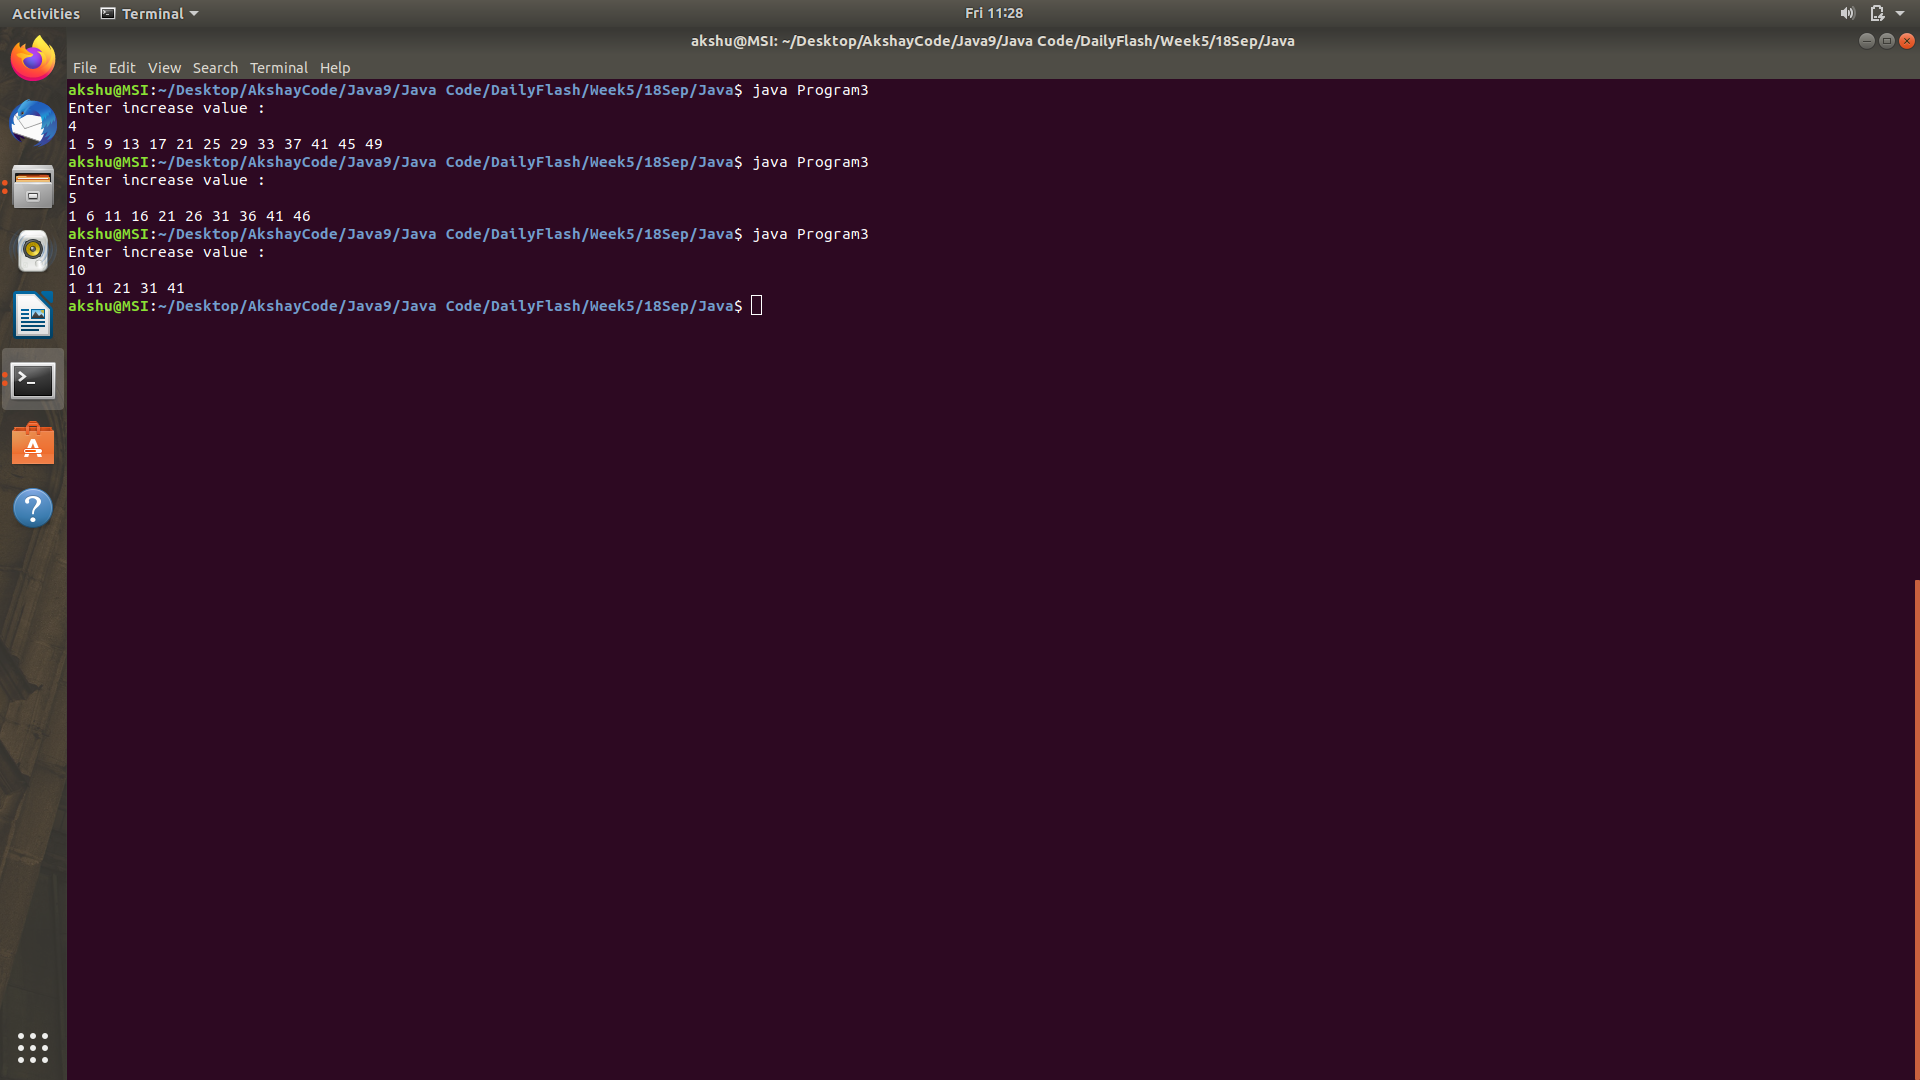 Activities Terminal Fri 11:28
akshu@MSI: ~/Desktop/AkshayCode/Java9/Java Code/DailyFlash/Week5/18Sep/Java
File Edit View Search Terminal Help
akshu@MSI:~/Desktop/AkshayCode/Java9/Java Code/DailyFlash/Week5/18Sep/Java$ java Program3
Enter increase value :
4
1 5 9 13 17 21 25 29 33 37 41 45 49
akshu@MSI:~/Desktop/AkshayCode/Java9/Java Code/DailyFlash/Week5/18Sep/Java$ java Program3
Enter increase value :
5
1 6 11 16 21 26 31 36 41 46
akshu@MSI:~/Desktop/AkshayCode/Java9/Java Code/DailyFlash/Week5/18Sep/Java$ java Program3
Enter increase value :
10
1 11 21 31 41
akshu@MSI:~/Desktop/AkshayCode/Java9/Java Code/DailyFlash/Week5/18Sep/Java$